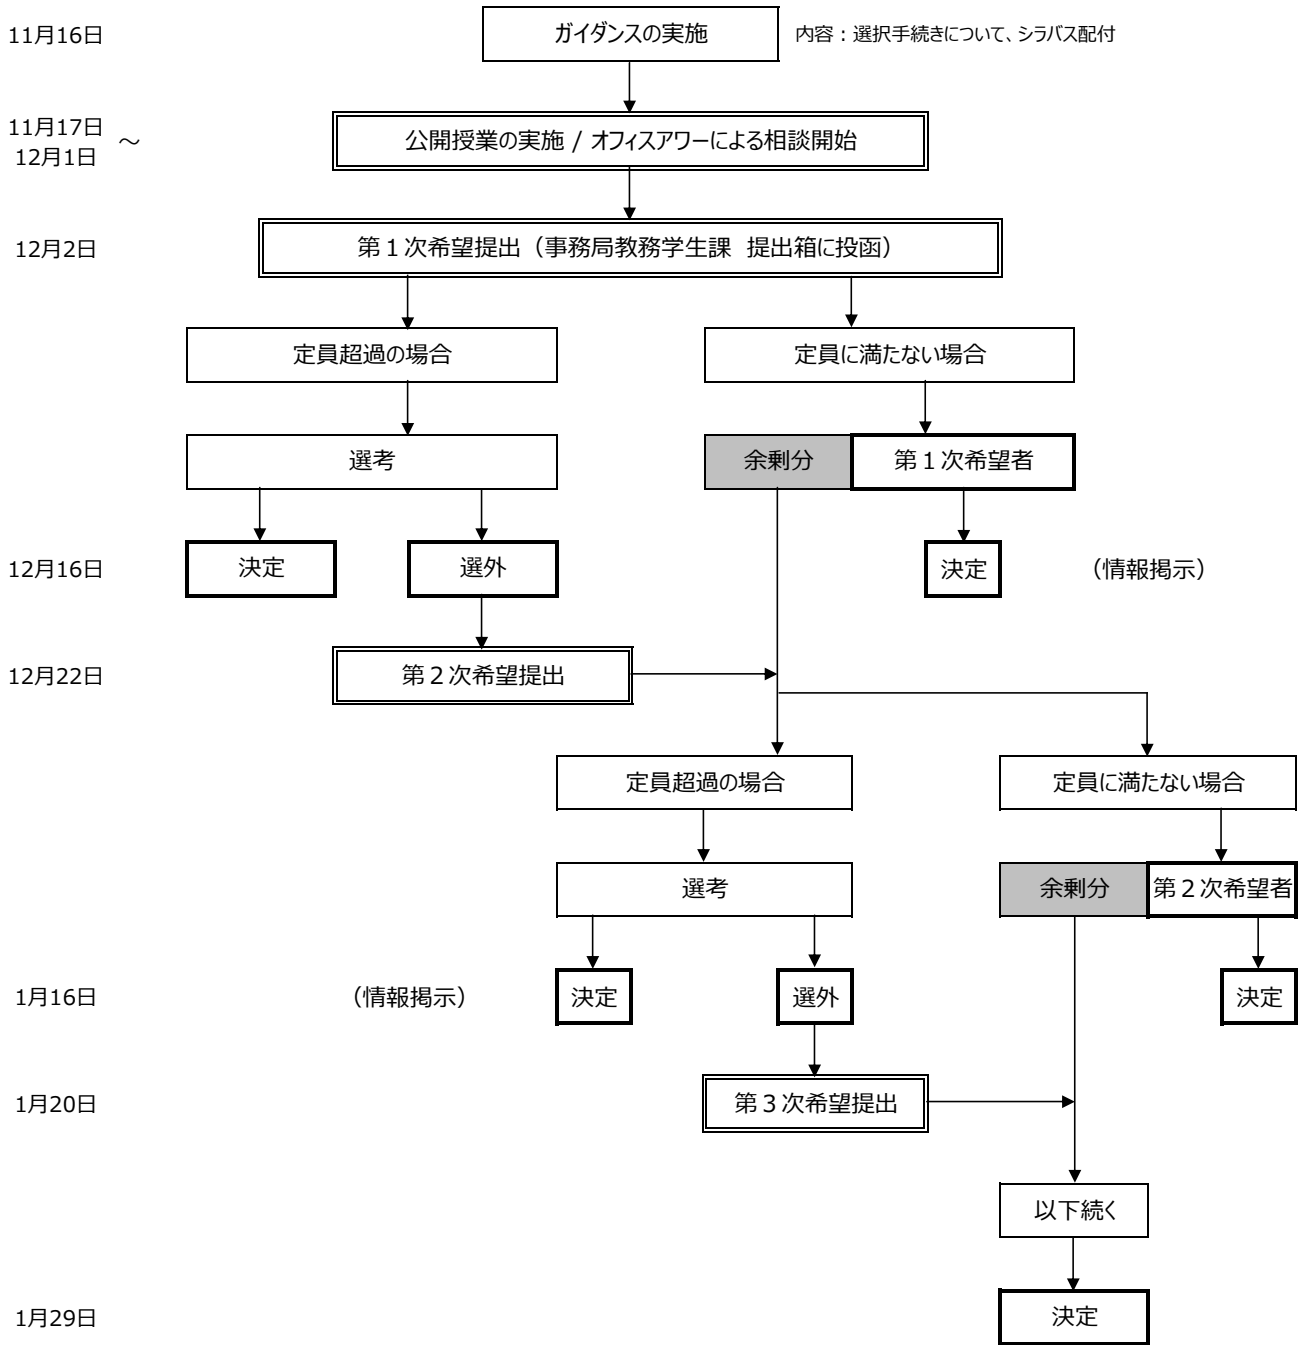 11月16日
ガイダンスの実施
内容：選択手続きについて、シラバス配付
11月17日
～
12月1日
公開授業の実施 / オフィスアワーによる相談開始
12月2日
第１次希望提出（事務局教務学生課 提出箱に投函）
定員超過の場合
定員に満たない場合
選考
余剰分
第１次希望者
12月16日
決定
選外
決定
（情報掲示）
12月22日
第２次希望提出
定員超過の場合
定員に満たない場合
選考
余剰分
第２次希望者
1月16日
（情報掲示）
決定
選外
決定
1月20日
第３次希望提出
以下続く
1月29日
決定